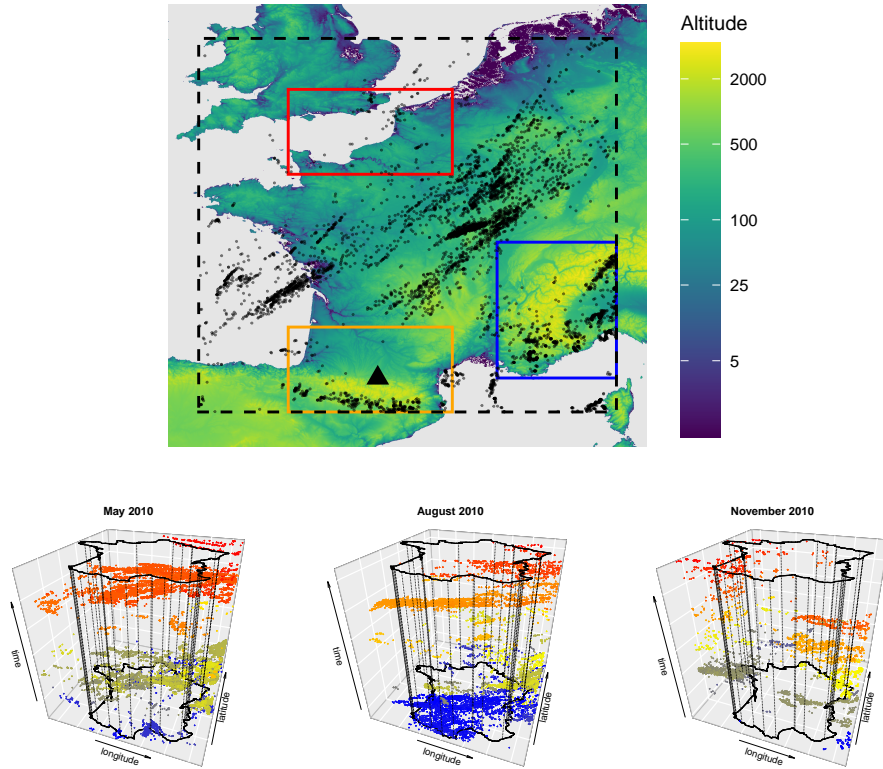 Altitude
2000
500
100
25
5
May 2010
August 2010
November 2010
time
longitude
latitude
time
longitude
latitude
time
longitude
latitude